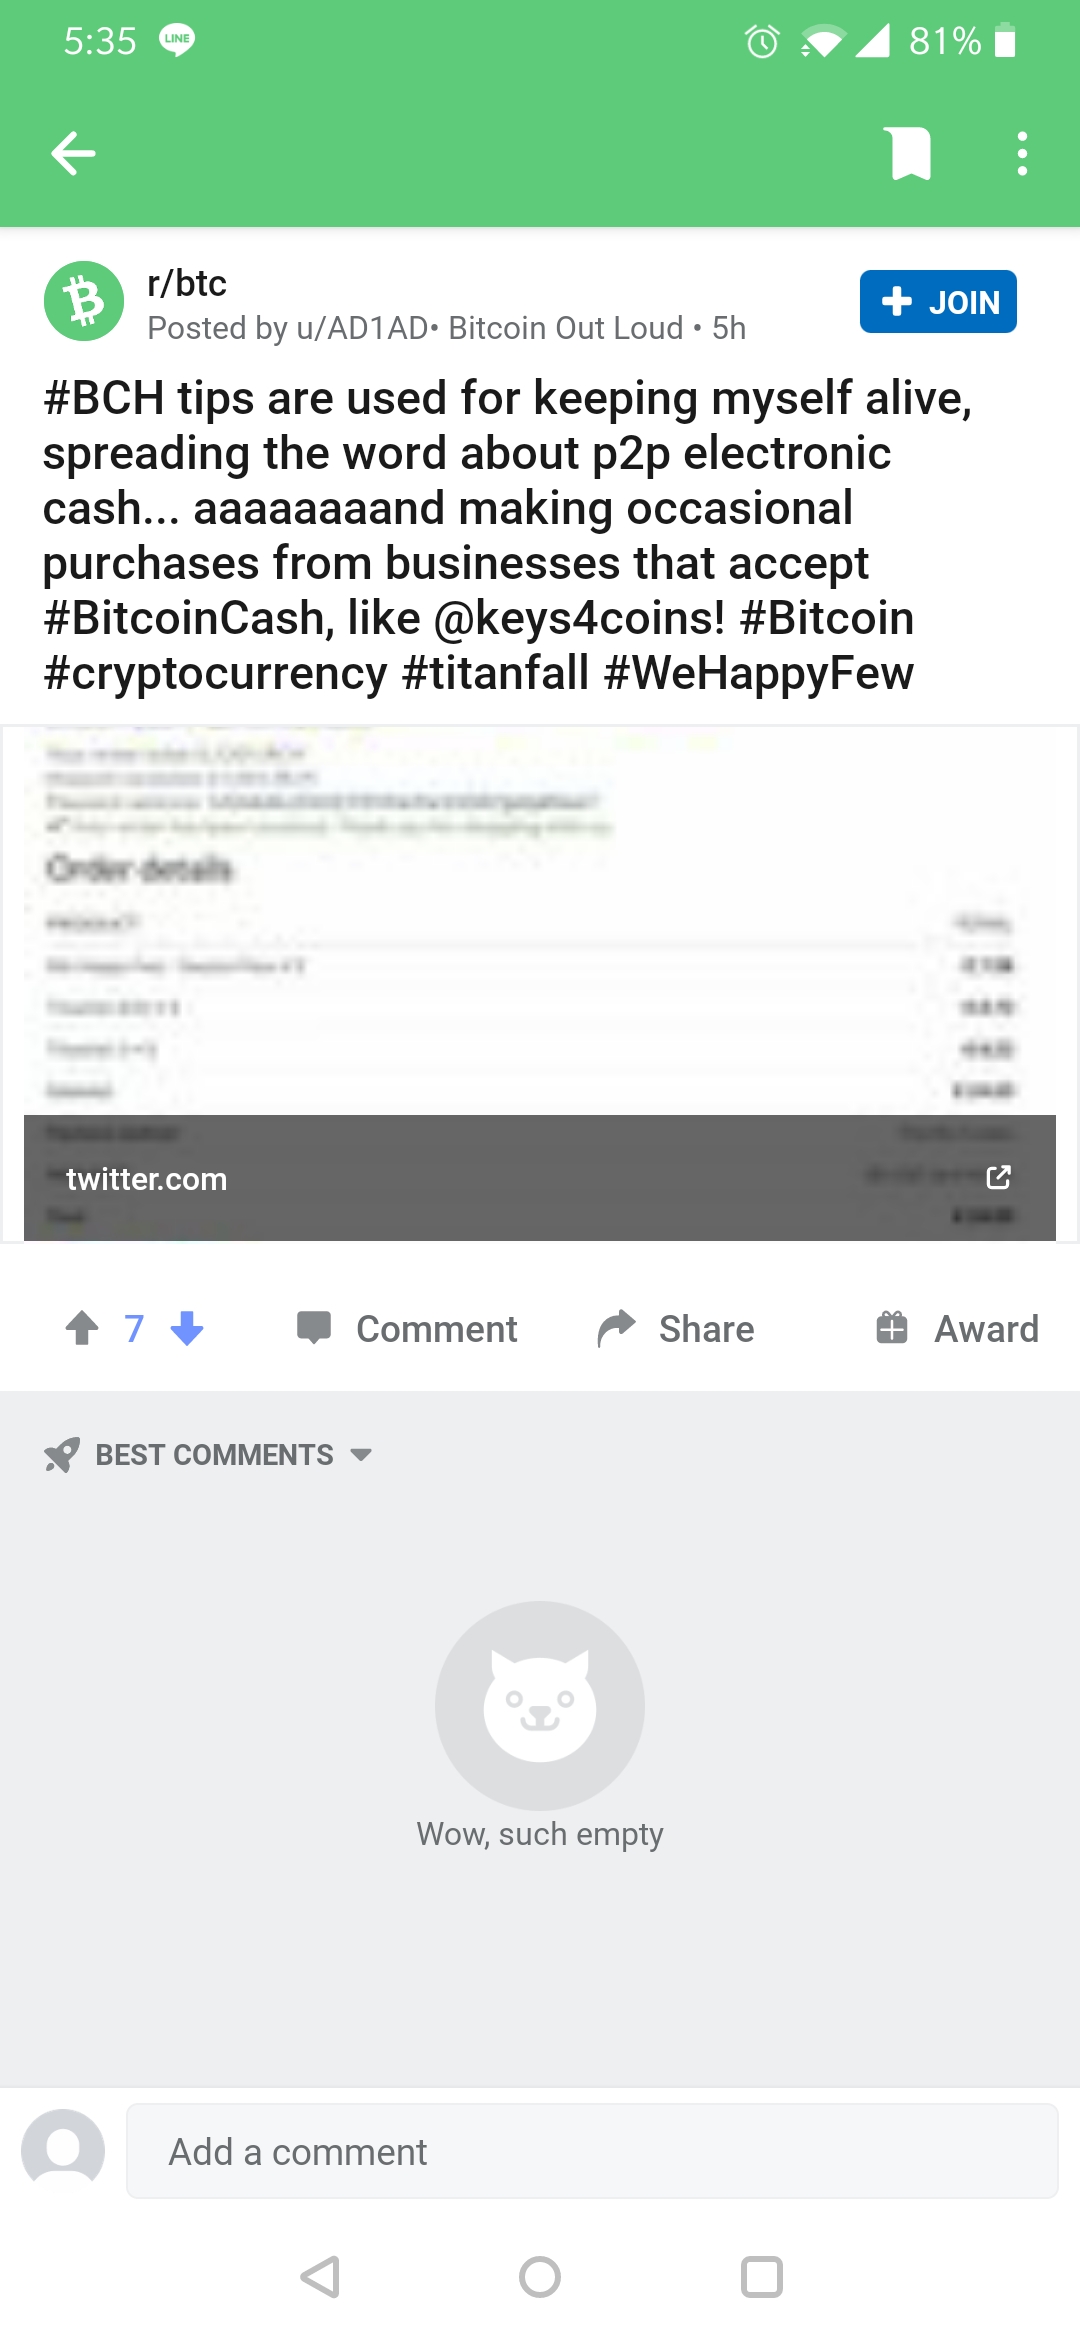 5:35 LINE 81%
r/btc
Posted by u/AD1AD• Bitcoin Out Loud • 5h
+ JOIN
#BCH tips are used for keeping myself alive,
spreading the word about p2p electronic
cash... aaaaaaaand making occasional
purchases from businesses that accept
#BitcoinCash, like @keys4coins! #Bitcoin
#cryptocurrency #titanfall #WeHappyFew
Order details
twitter.com
7 Comment Share Award
BEST COMMENTS
Wow, such empty
Add a comment